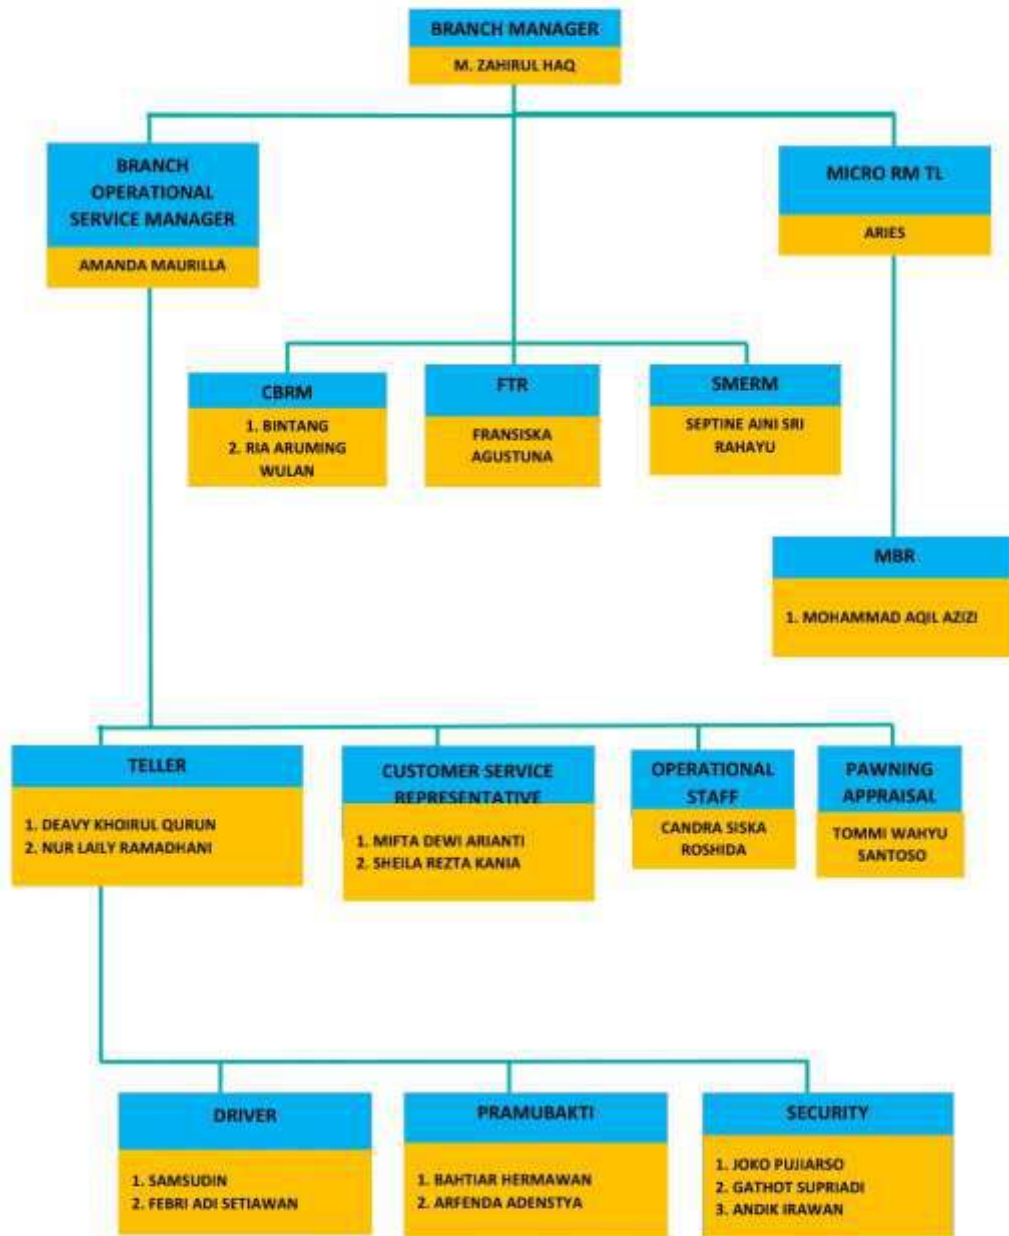 BRANCH MANAGER
M. ZAHIRUL HAQ
BRANCH
OPERATIONAL
SERVICE MANAGER
AMANDA MAURILLA
MICRO RM TL
ARIES
CBRM
1. BINTANG
2. RIA ARUMING
WULAN
FTR
FRANSISKA
AGUSTUNA
SMERM
SEPTINE AINI SRI
RAHAYU
MBR
1. MOHAMMAD AQIL AZIZI
TELLER
1. DEAVY KHOIRUL QURUN
2. NUR LAILY RAMADHANI
CUSTOMER SERVICE
REPRESENTATIVE
1. MIFTA DEWI ARIANTI
2. SHEILA REZTA KANIA
OPERATIONAL
STAFF
CANDRA SISKA
ROSHIDA
PAWNING
APPRAISAL
TOMMI WAHYU
SANTOSO
DRIVER
1. SAMSUDIN
2. FEBRI ADI SETIAWAN
PRAMUBAKTI
1. BAHTIAR HERMAWAN
2. ARFENDA ADENSTYA
SECURITY
1. JOKO PUJIARSO
2. GATHOT SUPRIADI
3. ANDIK IRAWAN